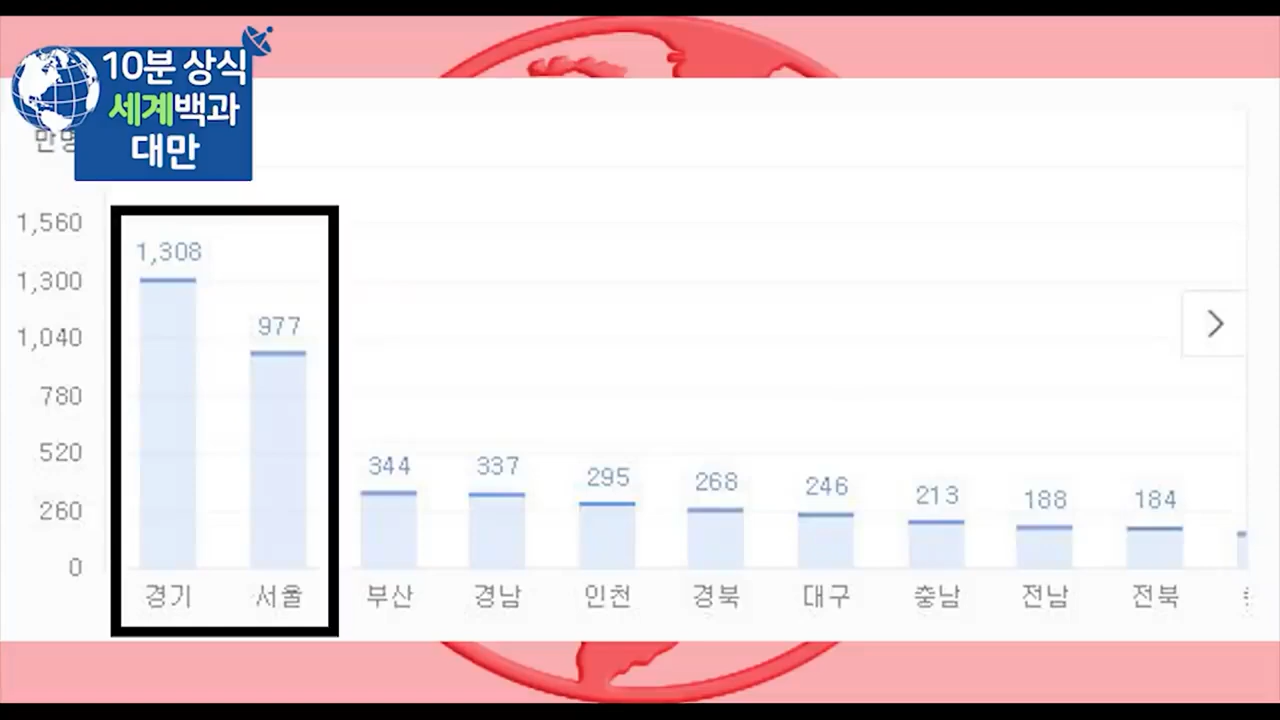 10분 상식
세계백과
대만
1,560
1,300
1,040
780
520
260
0
1,308
977
344
337
295
268
246
213
188
184
경기
서울
부산
경남
인천
경북
대구
충남
전남
전북